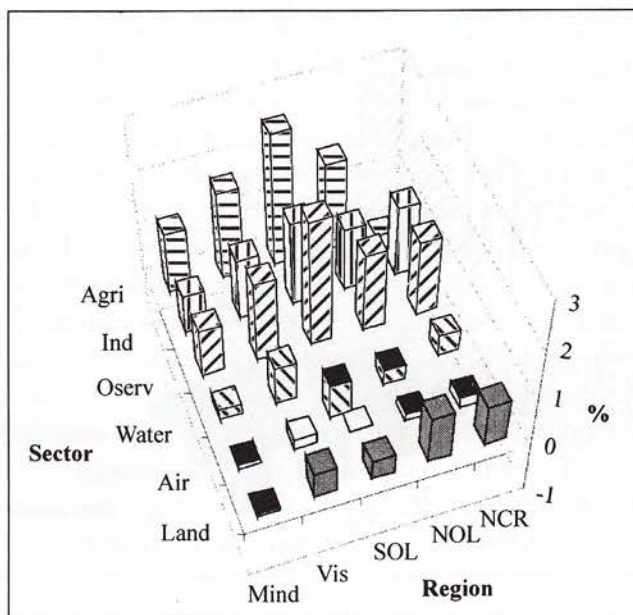 Agri
Ind
Oserv
Water
Air
Land
Sector
Mind
Vis
SOL
NOL
NCR
Region
3
2
1
0
-1
%